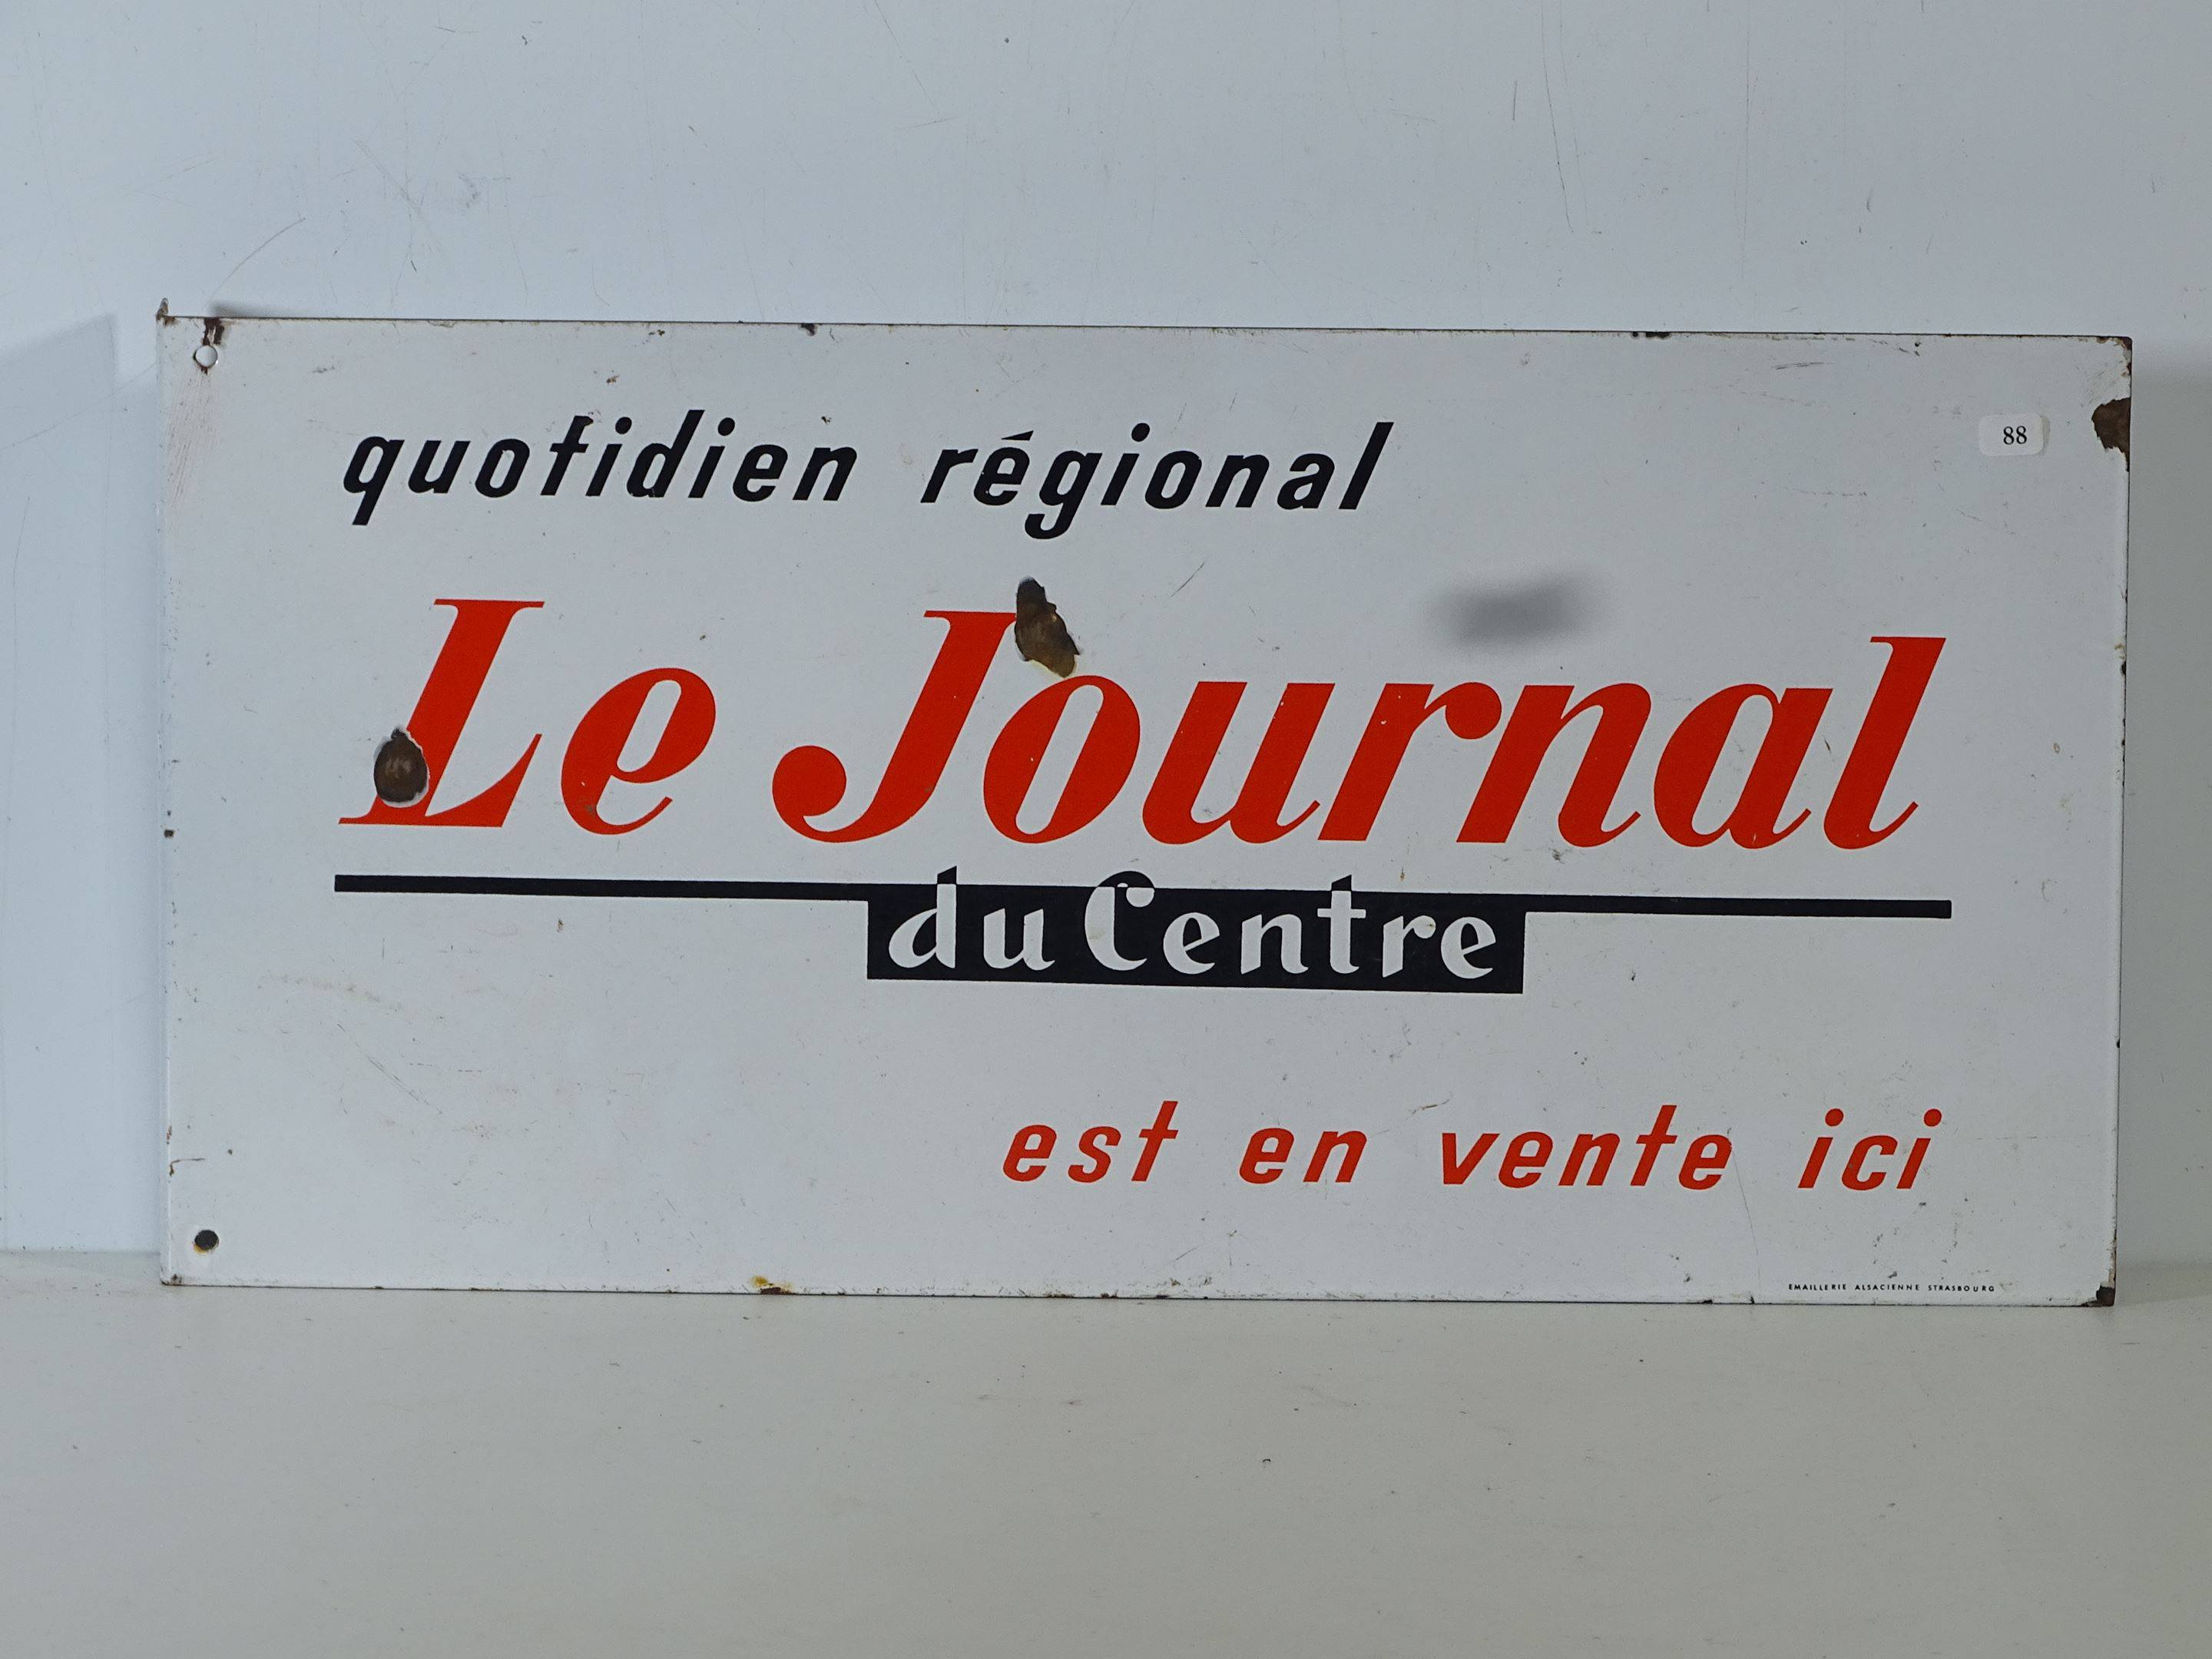 quotidien régional
88
Le Journal
du Centre
est en vente ici
EMAILLERIE ALSACIENNE STRASBOURG